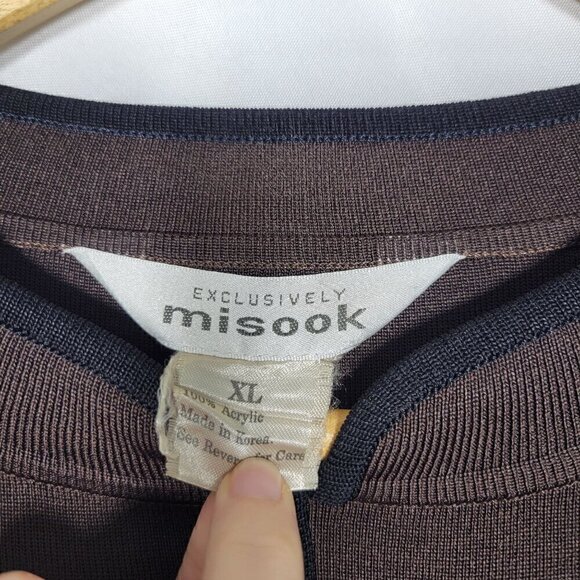 EXCLUSIVELY
misook
XL
100% Acrylic
Made in Korea.
See Reverse for Care